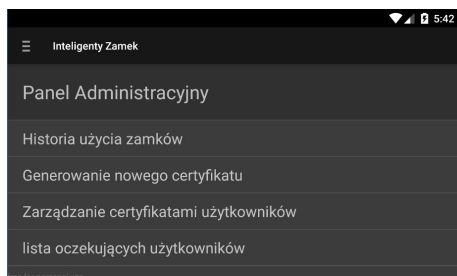 5:42
Inteligenty Zamek
Panel Administracyjny
Historia użycia zamków
Generowanie nowego certyfikatu
Zarządzanie certyfikatami użytkowników
lista oczekujących użytkowników